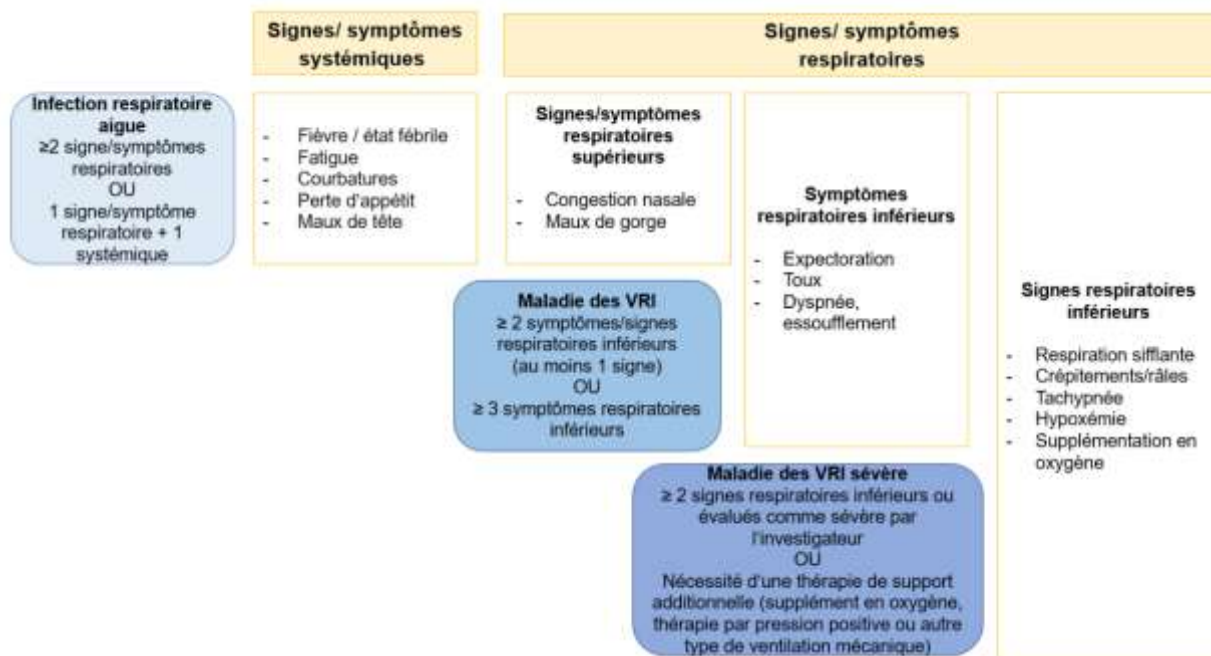 Signes/ symptômes
systémiques
Signes/ symptômes
respiratoires
Infection respiratoire
aigue
≥2 signe/symptômes
respiratoires
OU
1 signe/symptôme
respiratoire + 1
systémique
- Fièvre / état fébrile
- Fatigue
- Courbatures
- Perte d'appétit
- Maux de tête
Signes/symptômes
respiratoires
supérieurs
- Congestion nasale
- Maux de gorge
Symptômes
respiratoires inférieurs
- Expectoration
- Toux
- Dyspnée,
essoufflement
Signes respiratoires
inférieurs
- Respiration sifflante
- Crépitements/râles
- Tachypnée
- Hypoxémie
- Supplémentation en
oxygène
Maladie des VRI
≥ 2 symptômes/signes
respiratoires inférieurs
(au moins 1 signe)
OU
≥ 3 symptômes respiratoires
inférieurs
Maladie des VRI sévère
≥ 2 signes respiratoires inférieurs ou
évalués comme sévère par
l'investigateur
OU
Nécessité d'une thérapie de support
additionnelle (supplément en oxygène,
thérapie par pression positive ou autre
type de ventilation mécanique)